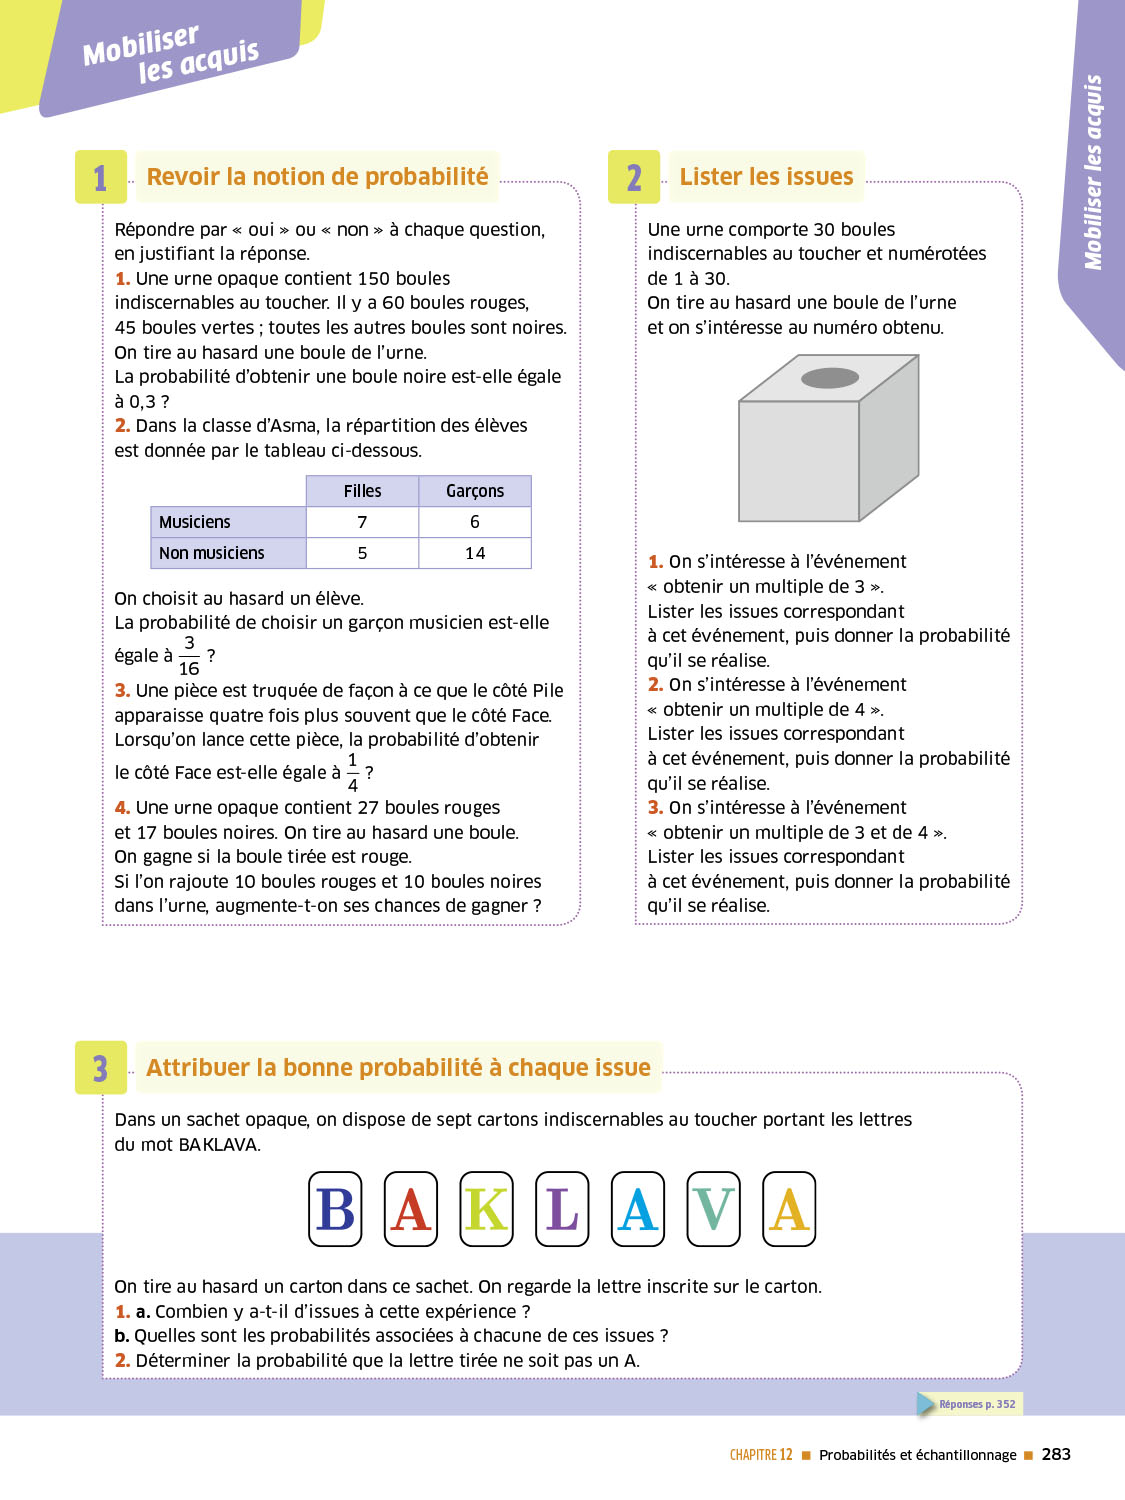 Mobiliser
les acquis
Mobiliser les acquis
1 Revoir la notion de probabilité
Répondre par « oui » ou « non » à chaque question,
en justifiant la réponse.
1. Une urne opaque contient 150 boules
indiscernables au toucher. Il y a 60 boules rouges,
45 boules vertes ; toutes les autres boules sont noires.
On tire au hasard une boule de l’urne.
La probabilité d’obtenir une boule noire est-elle égale
à 0,3 ?
2. Dans la classe d’Asma, la répartition des élèves
est donnée par le tableau ci-dessous.
Filles Garçons
Musiciens 7 6
Non musiciens 5 14
On choisit au hasard un élève.
La probabilité de choisir un garçon musicien est-elle
égale à 3/16 ?
3. Une pièce est truquée de façon à ce que le côté Pile
apparaisse quatre fois plus souvent que le côté Face.
Lorsqu’on lance cette pièce, la probabilité d’obtenir
le côté Face est-elle égale à 1/4 ?
4. Une urne opaque contient 27 boules rouges
et 17 boules noires. On tire au hasard une boule.
On gagne si la boule tirée est rouge.
Si l’on rajoute 10 boules rouges et 10 boules noires
dans l’urne, augmente-t-on ses chances de gagner ?
2 Lister les issues
Une urne comporte 30 boules
indiscernables au toucher et numérotées
de 1 à 30.
On tire au hasard une boule de l’urne
et on s’intéresse au numéro obtenu.
1. On s’intéresse à l’événement
« obtenir un multiple de 3 ».
Lister les issues correspondant
à cet événement, puis donner la probabilité
qu’il se réalise.
2. On s’intéresse à l’événement
« obtenir un multiple de 4 ».
Lister les issues correspondant
à cet événement, puis donner la probabilité
qu’il se réalise.
3. On s’intéresse à l’événement
« obtenir un multiple de 3 et de 4 ».
Lister les issues correspondant
à cet événement, puis donner la probabilité
qu’il se réalise.
3 Attribuer la bonne probabilité à chaque issue
Dans un sachet opaque, on dispose de sept cartons indiscernables au toucher portant les lettres
du mot BAKLAVA.
B A K L A V A
On tire au hasard un carton dans ce sachet. On regarde la lettre inscrite sur le carton.
1. a. Combien y a-t-il d’issues à cette expérience ?
b. Quelles sont les probabilités associées à chacune de ces issues ?
2. Déterminer la probabilité que la lettre tirée ne soit pas un A.
Réponses p. 352
CHAPITRE 12 ■ Probabilités et échantillonnage ■ 283